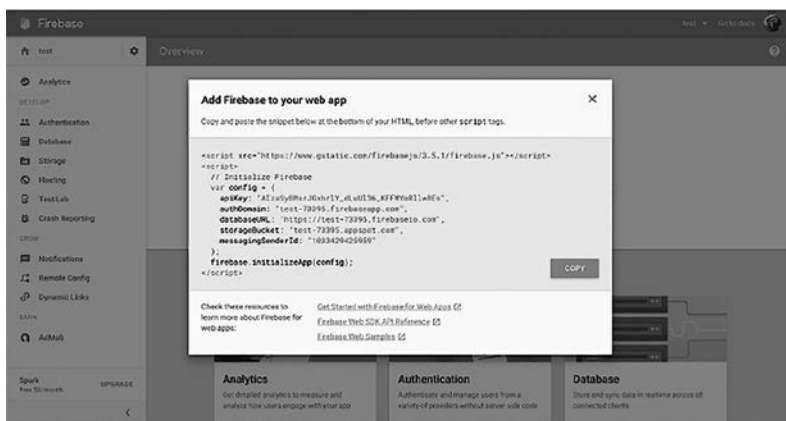 Firebase
test
Go to docs
test
Overview
Analytics
DEVELOP
Authentication
Database
Storage
Hosting
Test Lab
Crash Reporting
GROW
Notifications
Remote Config
Dynamic Links
EARN
AdMob
Spark
Free $0/month
UPGRADE
Add Firebase to your web app
Copy and paste the snippet below at the bottom of your HTML, before other script tags.
<script src="https://www.gstatic.com/firebasejs/3.5.1/firebase.js"></script>
<script>
// Initialize Firebase
var config = {
apiKey:
authDomain: "test-73395.firebaseapp.com",
databaseURL: "https://test-73395.firebaseio.com",
storageBucket: "test-73395.appspot.com",
messagingSenderId:
};
firebase.initializeApp(config);
</script>
COPY
Check these resources to
learn more about Firebase for
web apps:
Get Started with Firebase for Web Apps
Firebase Web SDK API Reference
Firebase Web Samples
Analytics
Get detailed analytics to measure and
analyze how users engage with your app
Authentication
Authenticate and manage users from a
variety of providers without server-side code
Database
Store and sync data in realtime across all
connected clients